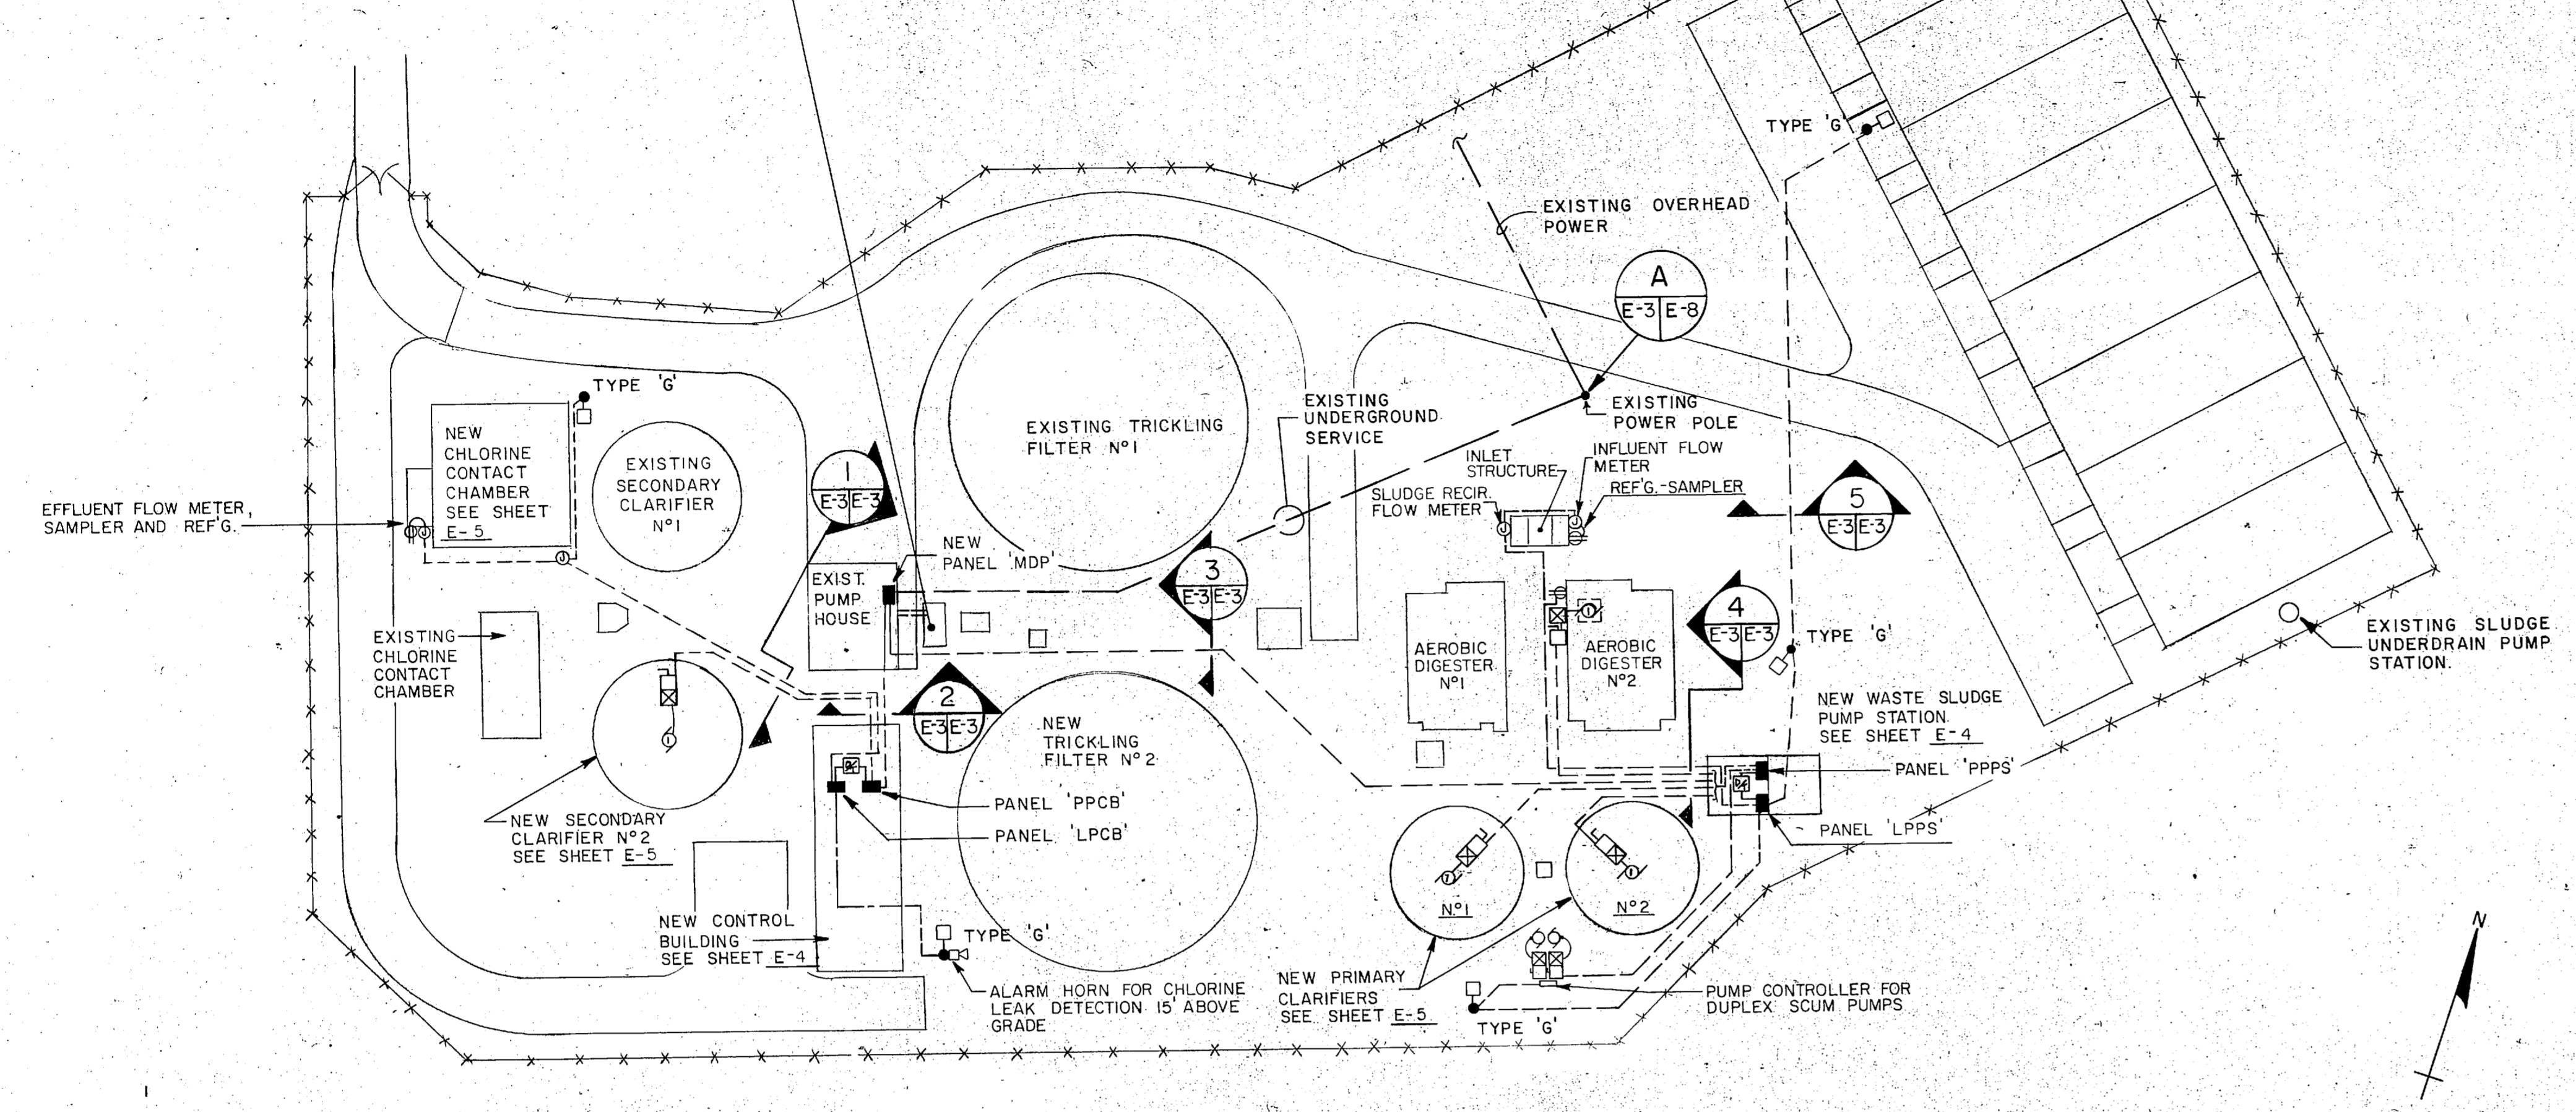 TYPE 'G'
EXISTING OVERHEAD
POWER
A
E-3 E-8
TYPE 'G'
EXISTING
UNDERGROUND
SERVICE
EXISTING
POWER POLE
NEW
CHLORINE
CONTACT
CHAMBER
SEE SHEET
E-5
EXISTING
SECONDARY
CLARIFIER
Nº1
1
E-3 E-3
EXISTING TRICKLING
FILTER Nº1
INLET
STRUCTURE
INFLUENT FLOW
METER
REF'G.-SAMPLER
SLUDGE RECIR.
FLOW METER
5
E-3 E-3
EFFLUENT FLOW METER,
SAMPLER AND REF'G.
NEW
PANEL 'MDP'
EXIST.
PUMP
HOUSE
3
E-3 E-3
4
E-3 E-3
EXISTING
CHLORINE
CONTACT
CHAMBER
AEROBIC
DIGESTER
Nº1
AEROBIC
DIGESTER
Nº2
TYPE 'G'
EXISTING SLUDGE
UNDERDRAIN PUMP
STATION.
2
E-3 E-3
NEW
TRICKLING
FILTER Nº2
NEW WASTE SLUDGE
PUMP STATION.
SEE SHEET E-4
PANEL 'PPPS'
PANEL 'PPCB'
PANEL 'LPCB'
PANEL 'LPPS'
NEW SECONDARY
CLARIFIER Nº2
SEE SHEET E-5
Nº1
Nº2
NEW CONTROL
BUILDING
SEE SHEET E-4
TYPE 'G'
ALARM HORN FOR CHLORINE
LEAK DETECTION 15' ABOVE
GRADE
NEW PRIMARY
CLARIFIERS
SEE SHEET E-5
TYPE 'G'
PUMP CONTROLLER FOR
DUPLEX SCUM PUMPS
N